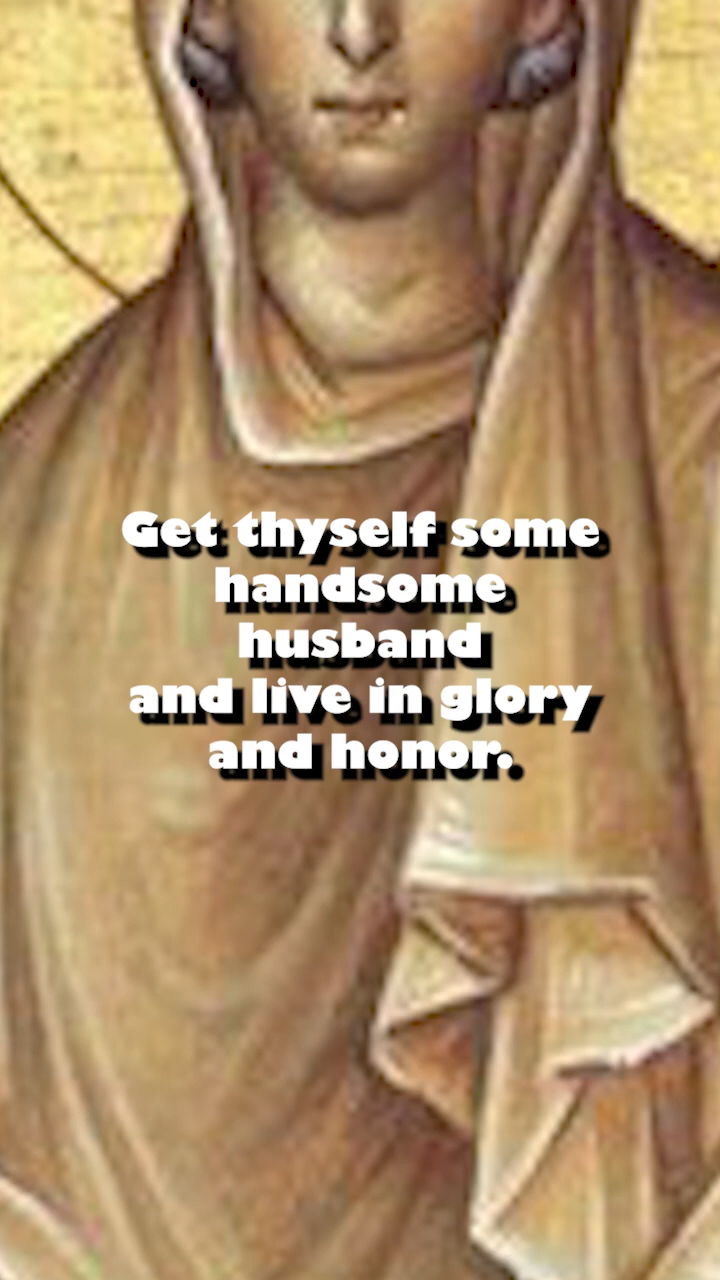 Get thyself some
handsome
husband
and live in glory
and honor.